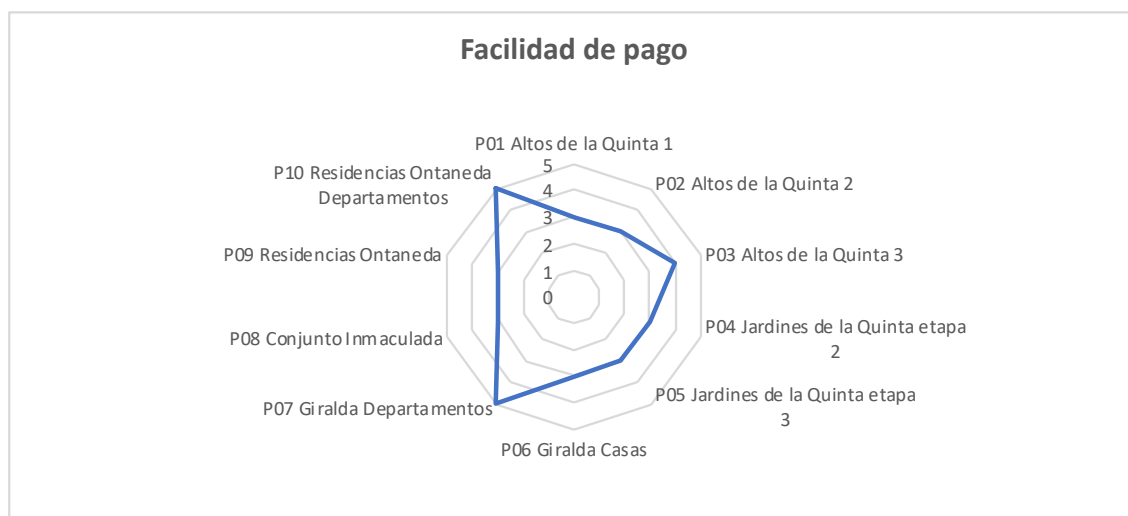 Facilidad de pago
P01 Altos de la Quinta 1
P02 Altos de la Quinta 2
P03 Altos de la Quinta 3
P04 Jardines de la Quinta etapa
2
P05 Jardines de la Quinta etapa
3
P06 Giralda Casas
P07 Giralda Departamentos
P08 Conjunto Inmaculada
P09 Residencias Ontaneda
P10 Residencias Ontaneda
Departamentos
5
4
3
2
1
0